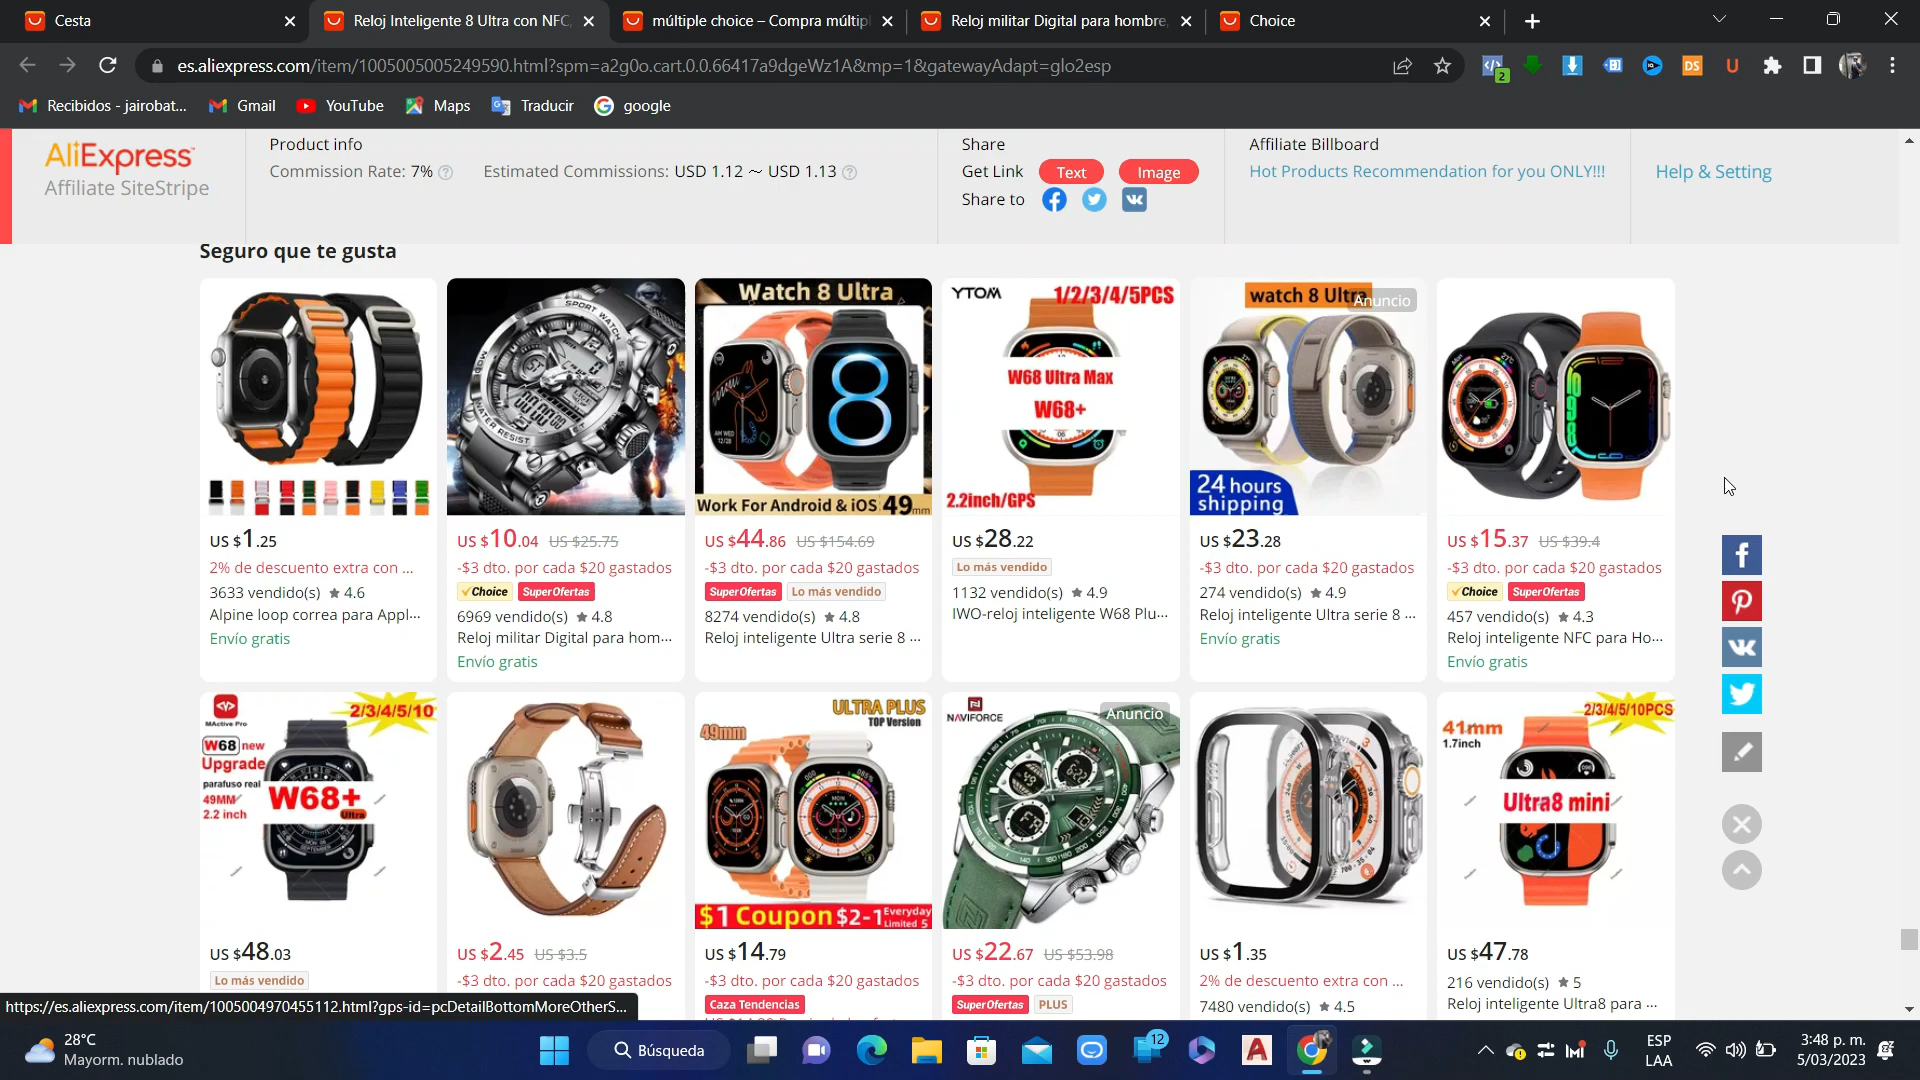 Cesta
Reloj Inteligente 8 Ultra con NFC,
múltiple choice – Compra múltipl
Reloj militar Digital para hombre,
Choice
es.aliexpress.com/item/1005005005249590.html?spm=a2g0o.cart.0.0.66417a9dgeWz1A&mp=1&gatewayAdapt=glo2esp
2
DS
U
Recibidos - jairobat...
Gmail
YouTube
Maps
Traducir
google
AliExpress
Affiliate SiteStripe
Product info
Commission Rate: 7%
Estimated Commissions: USD 1.12 ～ USD 1.13
Share
Get Link
Text
Image
Share to
Affiliate Billboard
Hot Products Recommendation for you ONLY!!!
Help & Setting
Seguro que te gusta
SPORT WATCH
WATER RESIST
Watch 8 Ultra
Work For Android & iOS 49mm
YTOM
1/2/3/4/5PCS
W68 Ultra Max
W68+
2.2inch/GPS
watch 8 Ultra
Anuncio
24 hours
shipping
US $1.25
2% de descuento extra con ...
3633 vendido(s) ★ 4.6
Alpine loop correa para Appl...
Envío gratis
US $10.04 US $25.75
-$3 dto. por cada $20 gastados
Choice SuperOfertas
6969 vendido(s) ★ 4.8
Reloj militar Digital para hom...
Envío gratis
US $44.86 US $154.69
-$3 dto. por cada $20 gastados
SuperOfertas Lo más vendido
8274 vendido(s) ★ 4.8
Reloj inteligente Ultra serie 8 ...
US $28.22
Lo más vendido
1132 vendido(s) ★ 4.9
IWO-reloj inteligente W68 Plu...
US $23.28
-$3 dto. por cada $20 gastados
274 vendido(s) ★ 4.9
Reloj inteligente Ultra serie 8 ...
Envío gratis
US $15.37 US $39.4
-$3 dto. por cada $20 gastados
Choice SuperOfertas
457 vendido(s) ★ 4.3
Reloj inteligente NFC para Ho...
Envío gratis
MActive Pro
2/3/4/5/10
W68 new
Upgrade
parafuso real
49MM
2.2 inch
W68+
Ultra
ULTRA PLUS
TOP Version
49mm
$1 Coupon $2-1 Everyday
Limited 5
NAVIFORCE
Anuncio
2/3/4/5/10PCS
41mm
1.7inch
Ultra8 mini
US $48.03
Lo más vendido
US $2.45 US $3.5
-$3 dto. por cada $20 gastados
US $14.79
-$3 dto. por cada $20 gastados
Caza Tendencias
US $22.67 US $53.98
-$3 dto. por cada $20 gastados
SuperOfertas PLUS
US $1.35
2% de descuento extra con ...
7480 vendido(s) ★ 4.5
US $47.78
216 vendido(s) ★ 5
Reloj inteligente Ultra8 para ...
https://es.aliexpress.com/item/1005004970455112.html?gps-id=pcDetailBottomMoreOtherS...
28°C
Mayorm. nublado
Búsqueda
12
ESP
LAA
3:48 p. m.
5/03/2023